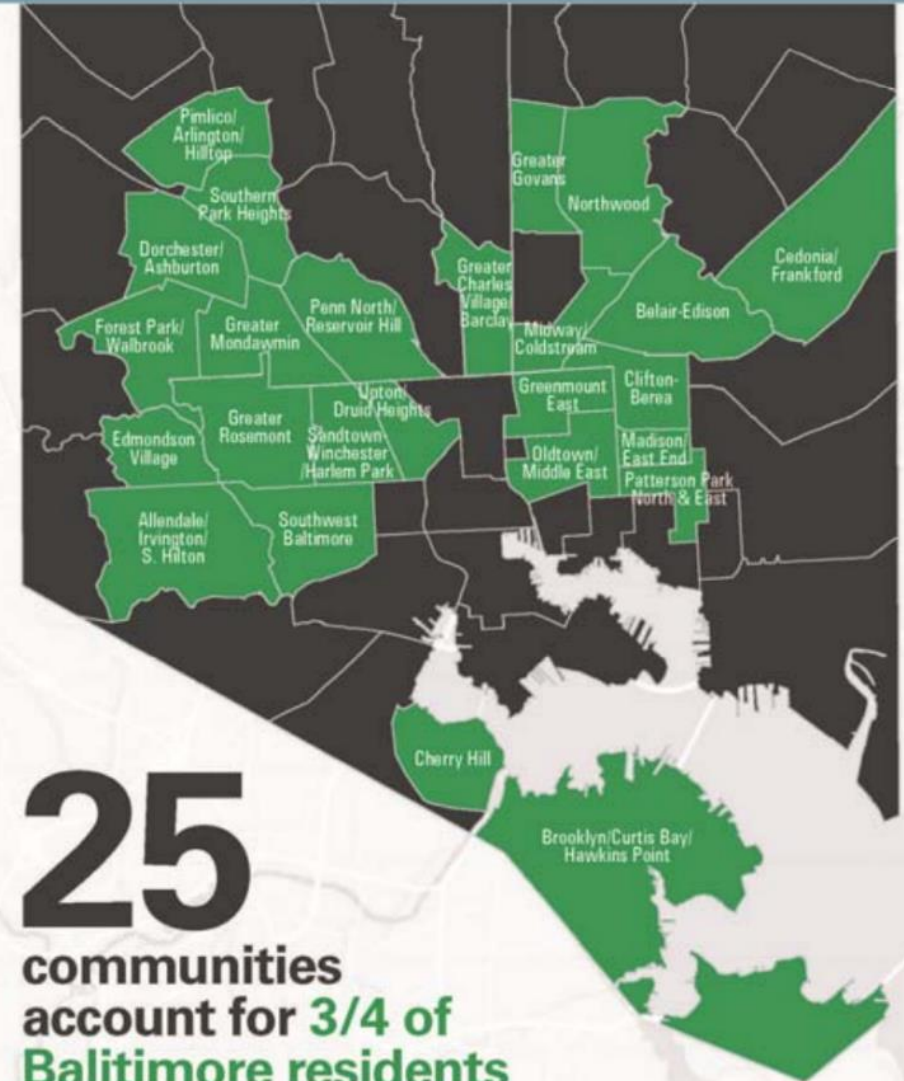 Pimlico/
Arlington/
Hilltop
Southern
Park Heights
Greater
Govans
Northwood
Dorchester/
Ashburton
Cedonia/
Frankford
Greater
Charles
Village/
Barclay
Penn North/
Reservoir Hill
Belair-Edison
Forest Park/
Walbrook
Greater
Mondawmin
Midway/
Coldstream
Greenmount
East
Clifton-
Berea
Upton/
Druid Heights
Greater
Rosemont
Sandtown-
Winchester
/Harlem Park
Edmondson
Village
Oldtown/
Middle East
Madison/
East End
Patterson Park
North & East
Allendale/
Irvington/
S. Hilton
Southwest
Baltimore
Cherry Hill
Brooklyn/Curtis Bay/
Hawkins Point
25
communities
account for 3/4 of
Balitimore residents